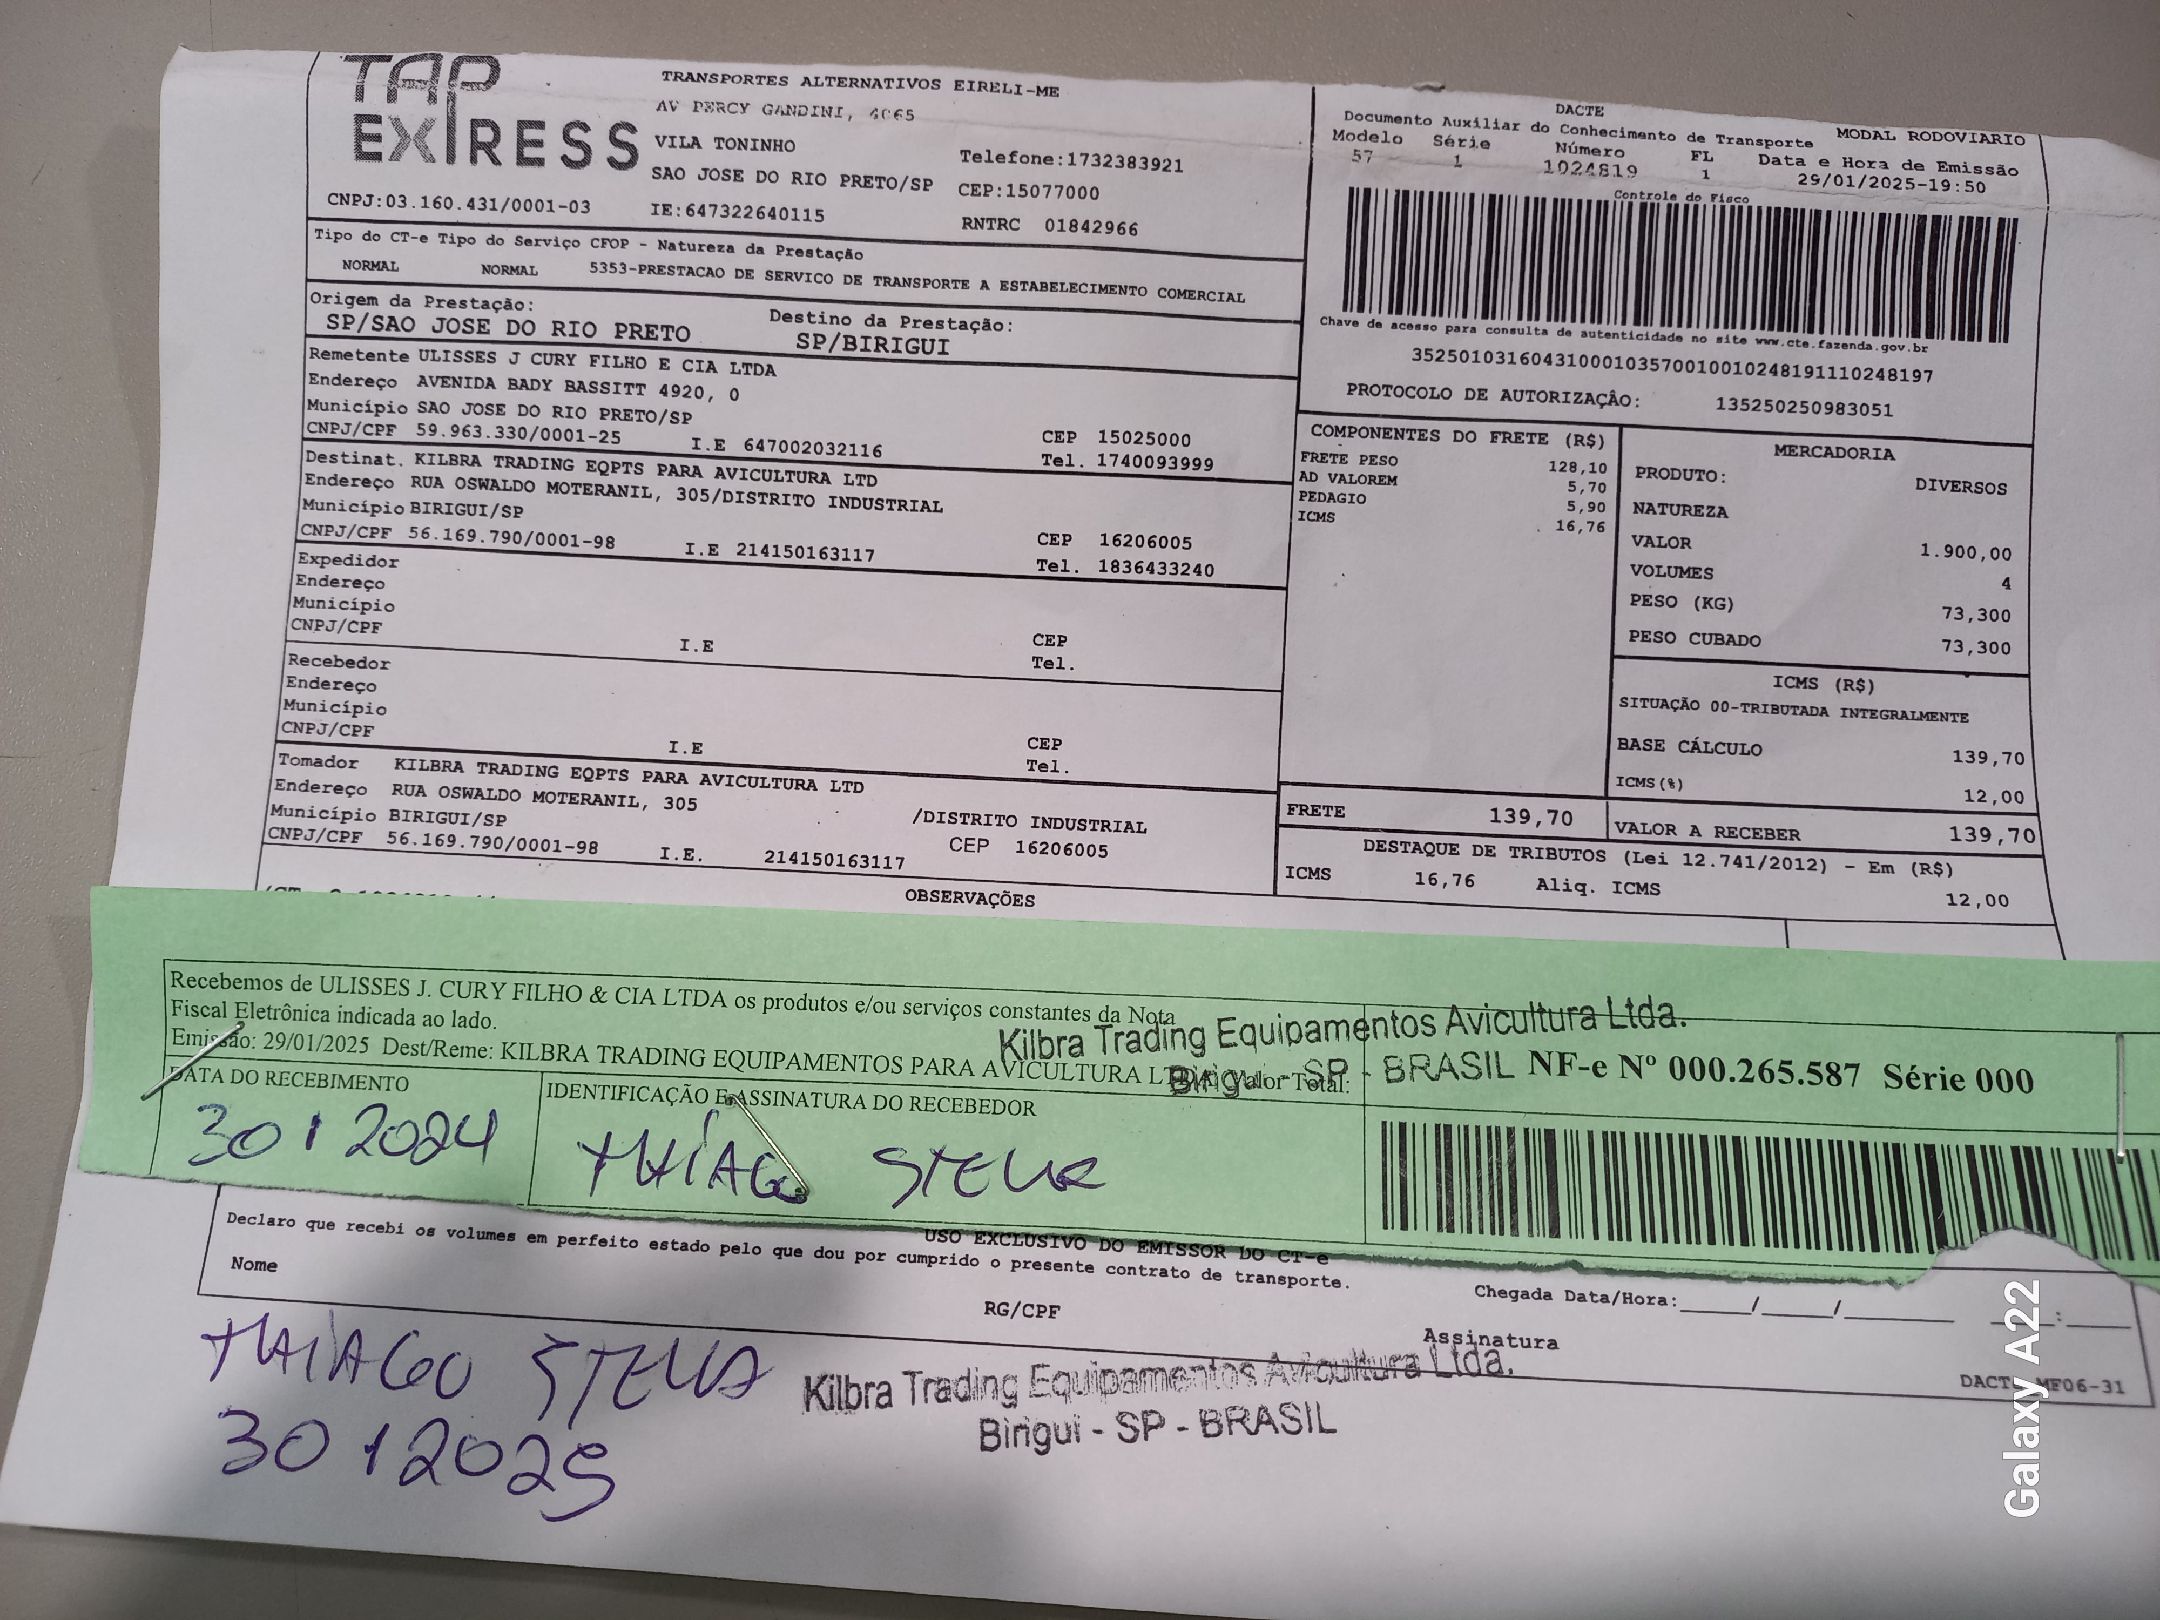 TAP EXPRESS
TRANSPORTES ALTERNATIVOS EIRELI-ME
AV PERCY GANDINI, 4065
VILA TONINHO
Telefone:1732383921
SAO JOSE DO RIO PRETO/SP CEP:15077000
CNPJ:03.160.431/0001-03 IE:647322640115 RNTRC 01842966
DACTE
Documento Auxiliar do Conhecimento de Transporte MODAL RODOVIARIO
Modelo Série Número FL Data e Hora de Emissão
57 1 1024819 1 29/01/2025-19:50
Controle do Fisco
Chave de acesso para consulta de autenticidade no site www.cte.fazenda.gov.br
35250103160431000103570010010248191110248197
PROTOCOLO DE AUTORIZAÇÂO: 135250250983051
Tipo do CT-e Tipo do Serviço CFOP - Natureza da Prestação
NORMAL NORMAL 5353-PRESTACAO DE SERVICO DE TRANSPORTE A ESTABELECIMENTO COMERCIAL
Origem da Prestação: Destino da Prestação:
SP/SAO JOSE DO RIO PRETO SP/BIRIGUI
Remetente ULISSES J CURY FILHO E CIA LTDA
Endereço AVENIDA BADY BASSITT 4920, 0
Município SAO JOSE DO RIO PRETO/SP CEP 15025000
CNPJ/CPF 59.963.330/0001-25 I.E 647002032116 Tel. 1740093999
Destinat. KILBRA TRADING EQPTS PARA AVICULTURA LTD
Endereço RUA OSWALDO MOTERANIL, 305/DISTRITO INDUSTRIAL
Município BIRIGUI/SP CEP 16206005
CNPJ/CPF 56.169.790/0001-98 I.E 214150163117 Tel. 1836433240
Expedidor
Endereço
Município CEP
CNPJ/CPF I.E Tel.
Recebedor
Endereço
Município CEP
CNPJ/CPF I.E Tel.
Tomador KILBRA TRADING EQPTS PARA AVICULTURA LTD
Endereço RUA OSWALDO MOTERANIL, 305 /DISTRITO INDUSTRIAL
Município BIRIGUI/SP CEP 16206005
CNPJ/CPF 56.169.790/0001-98 I.E. 214150163117
COMPONENTES DO FRETE (R$)
FRETE PESO 128,10
AD VALOREM 5,70
PEDAGIO 5,90
ICMS 16,76
MERCADORIA
PRODUTO: DIVERSOS
NATUREZA
VALOR 1.900,00
VOLUMES 4
PESO (KG) 73,300
PESO CUBADO 73,300
ICMS (R$)
SITUAÇÃO 00-TRIBUTADA INTEGRALMENTE
BASE CÁLCULO 139,70
ICMS(%) 12,00
FRETE 139,70 VALOR A RECEBER 139,70
DESTAQUE DE TRIBUTOS (Lei 12.741/2012) - Em (R$)
ICMS 16,76 Aliq. ICMS 12,00
OBSERVAÇÕES
Recebemos de ULISSES J. CURY FILHO & CIA LTDA os produtos e/ou serviços constantes da Nota
Fiscal Eletrônica indicada ao lado.
Emissão: 29/01/2025 Dest/Reme: KILBRA TRADING EQUIPAMENTOS PARA AVICULTURA LTDA Valor Total:
Kilbra Trading Equipamentos Avicultura Ltda.
Birigui - SP - BRASIL
NF-e Nº 000.265.587 Série 000
DATA DO RECEBIMENTO IDENTIFICAÇÃO E ASSINATURA DO RECEBEDOR
30 1 2024 THIAGO STELLA
USO EXCLUSIVO DO EMISSOR DO CT-e
Declaro que recebi os volumes em perfeito estado pelo que dou por cumprido o presente contrato de transporte.
Nome RG/CPF Chegada Data/Hora:_____/_____/_________ ____:_____
Assinatura
THIAGO STELLA
30 1 2025
Kilbra Trading Equipamentos Avicultura Ltda.
Birigui - SP - BRASIL
DACTE MF06-31
Galaxy A22